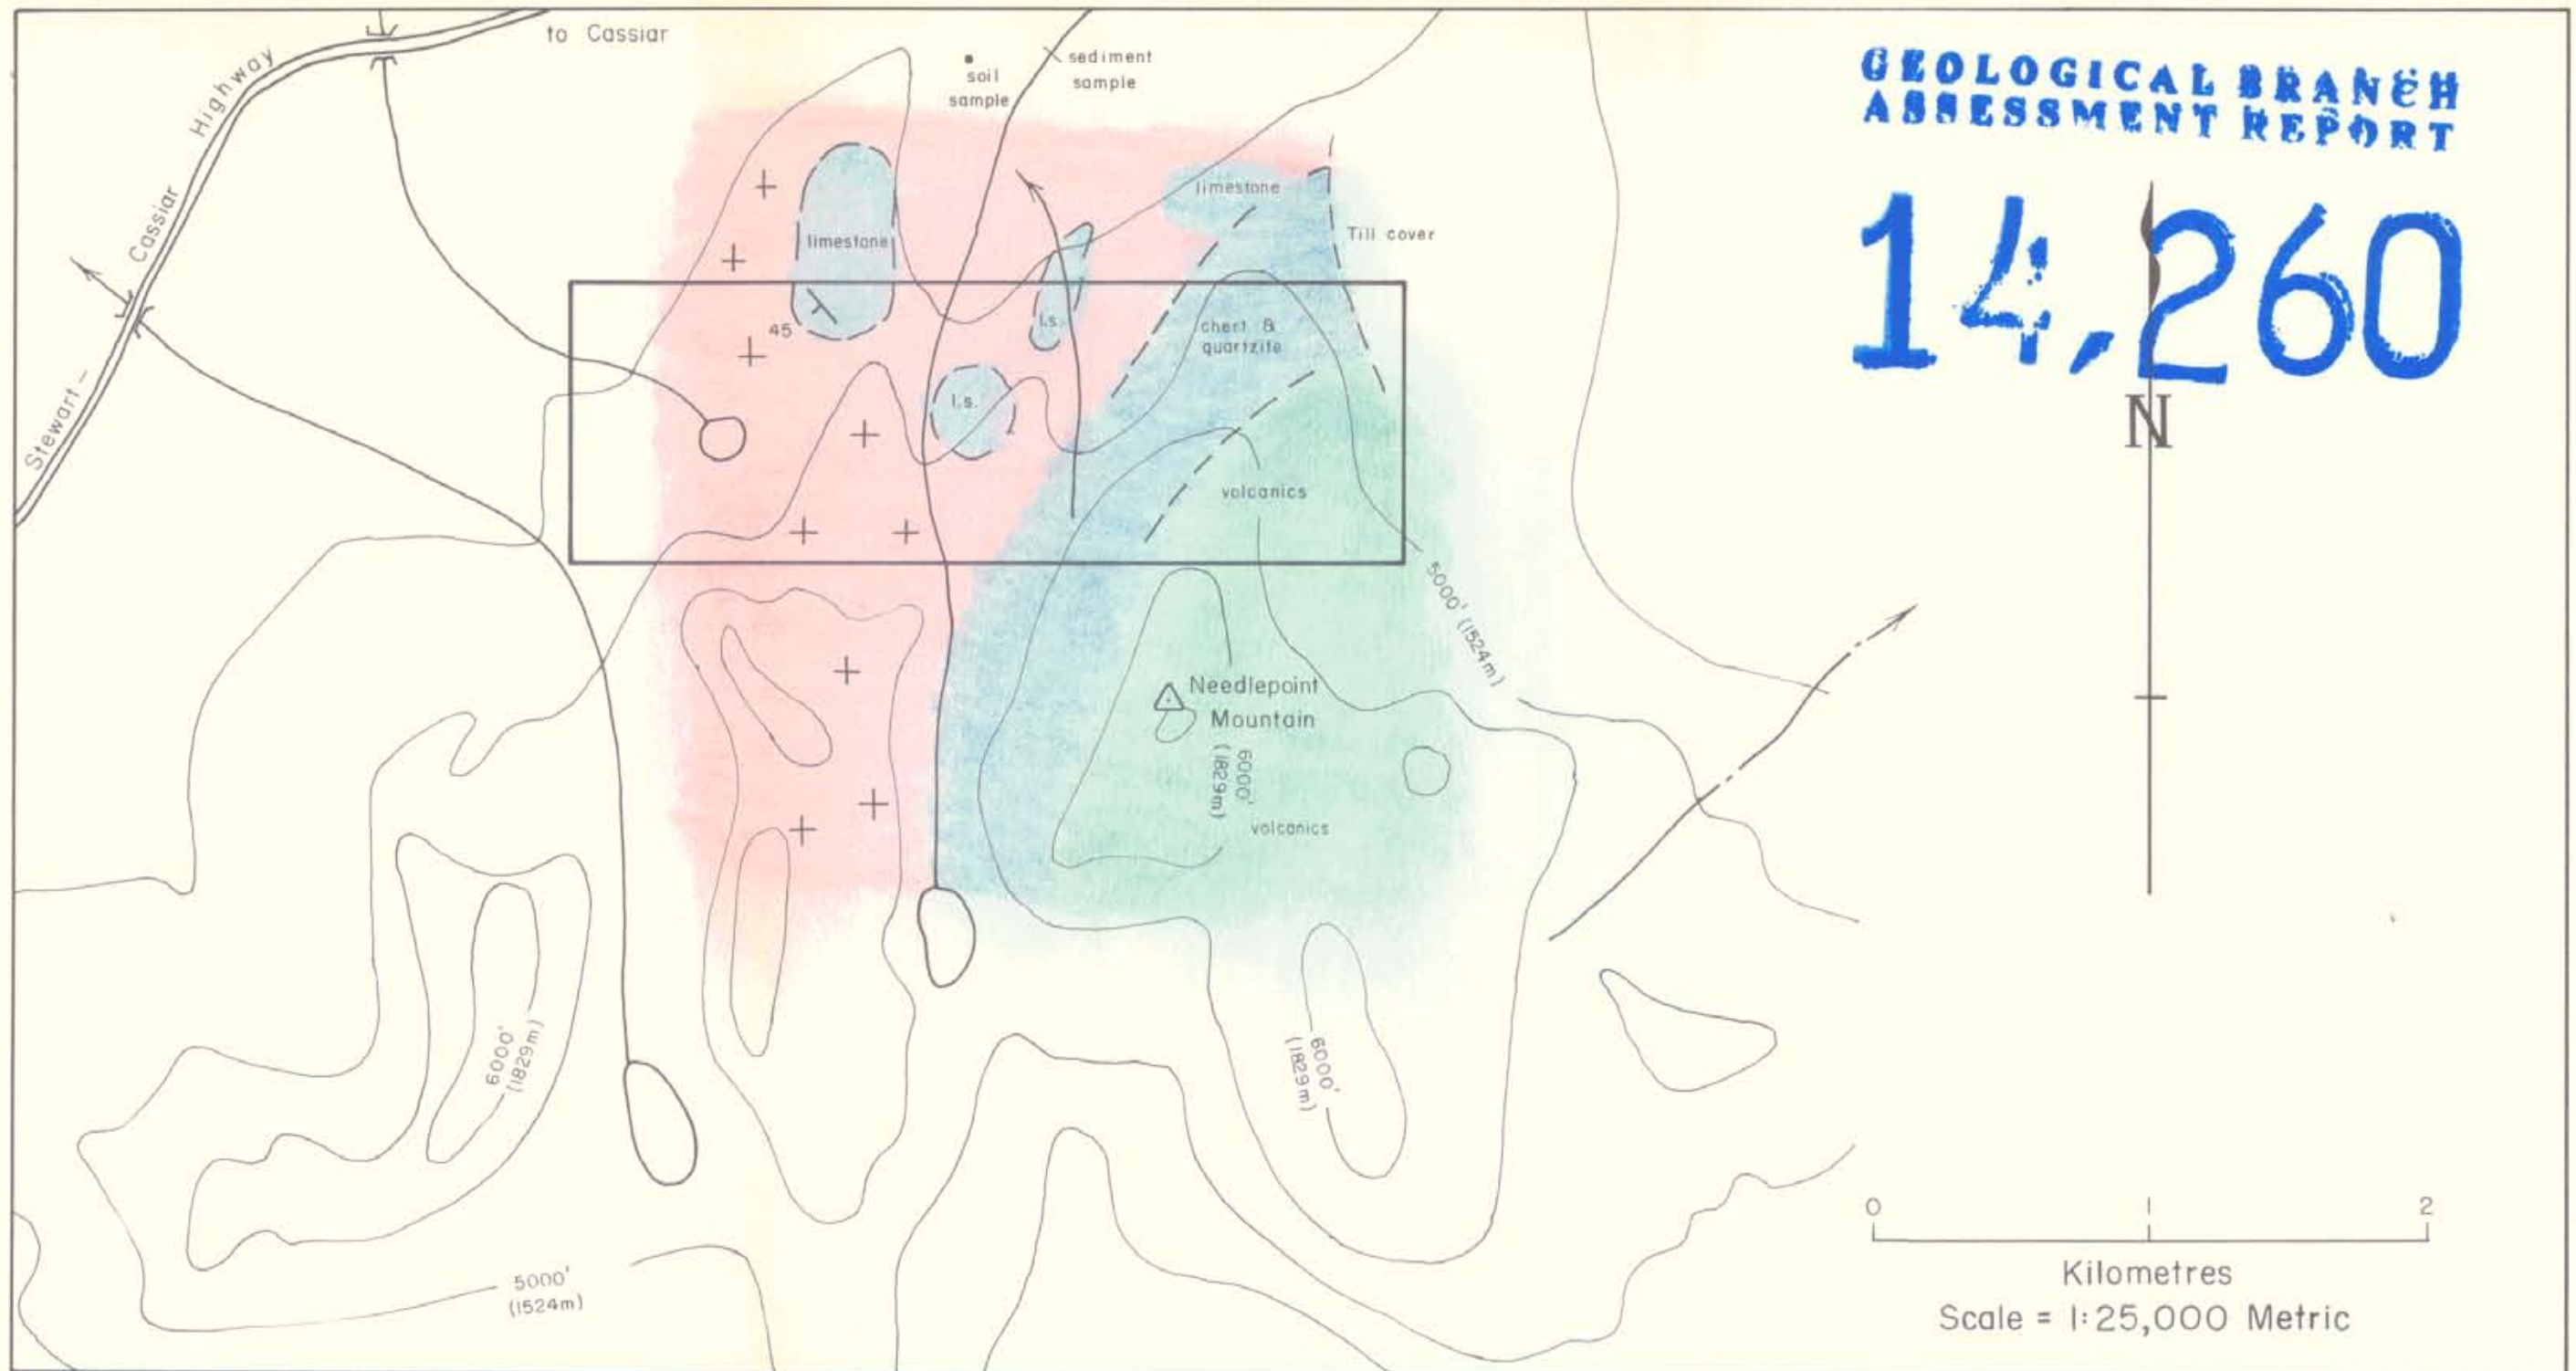 to Cassiar
Stewart – Cassiar Highway
soil
sample
sediment
sample
GEOLOGICAL BRANCH
ASSESSMENT REPORT
14,260
N
limestone
limestone
Till cover
45
l.s.
chert &
quartzite
l.s.
volcanics
5000' (1524m)
Needlepoint
Mountain
6000'
(1829m)
volcanics
6000'
(1829m)
6000'
(1829m)
5000'
(1524m)
0 1 2
Kilometres
Scale = 1:25,000 Metric